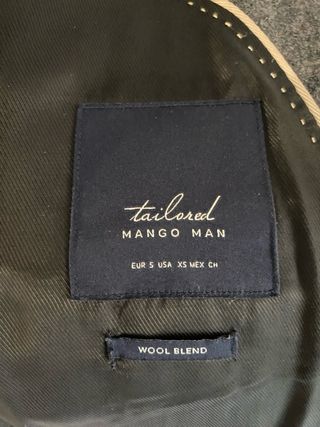 tailored
MANGO MAN
EUR S USA XS MEX CH
WOOL BLEND